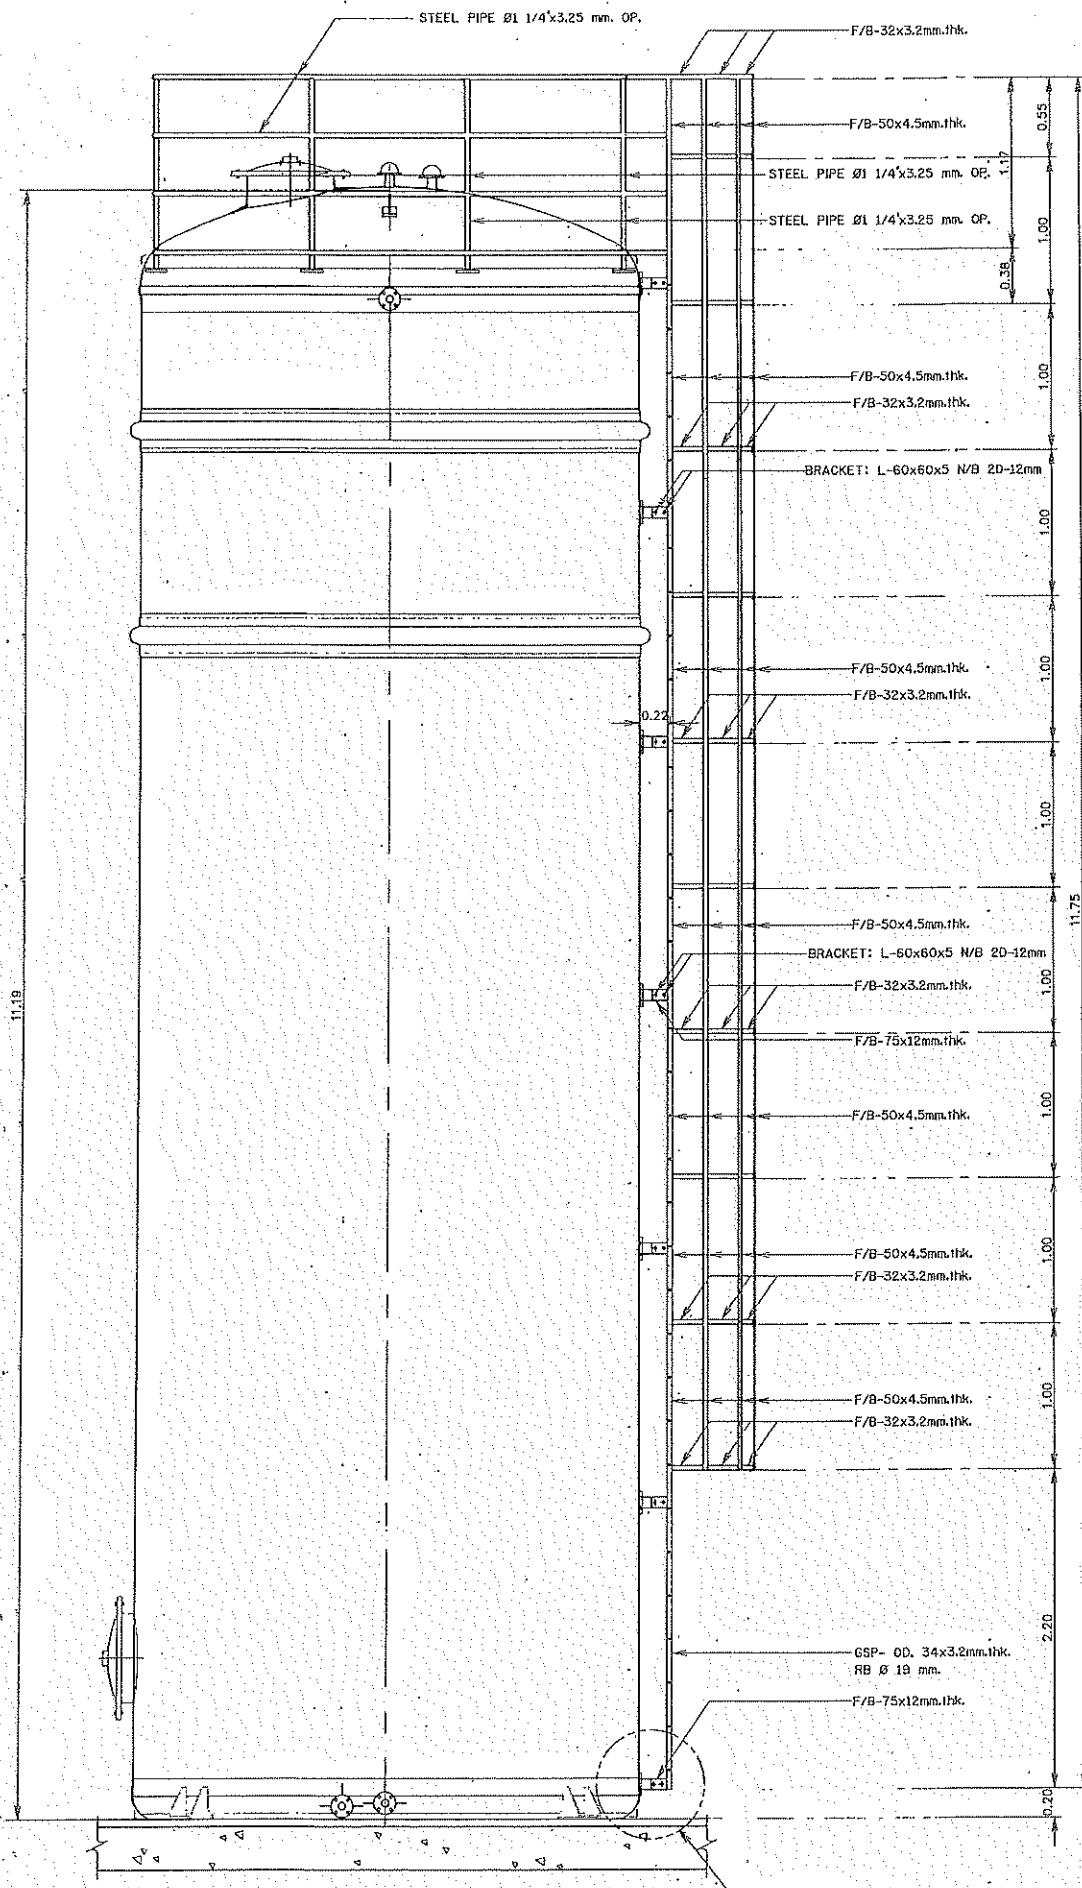 STEEL PIPE Ø1 1/4"x3.25 mm. OP.
F/B-32x3.2mm.thk.
F/B-50x4.5mm.thk.
0.55
1.17
STEEL PIPE Ø1 1/4"x3.25 mm. OP.
STEEL PIPE Ø1 1/4"x3.25 mm. OP.
1.00
0.38
1.00
F/B-50x4.5mm.thk.
F/B-32x3.2mm.thk.
BRACKET: L-60x60x5 N/B 2D-12mm
1.00
F/B-50x4.5mm.thk.
1.00
F/B-32x3.2mm.thk.
0.22
1.00
11.75
F/B-50x4.5mm.thk.
BRACKET: L-60x60x5 N/B 2D-12mm
F/B-32x3.2mm.thk.
1.00
11.19
F/B-75x12mm.thk.
1.00
F/B-50x4.5mm.thk.
F/B-50x4.5mm.thk.
1.00
F/B-32x3.2mm.thk.
F/B-50x4.5mm.thk.
1.00
F/B-32x3.2mm.thk.
2.20
GSP- OD. 34x3.2mm.thk.
RB Ø 19 mm.
F/B-75x12mm.thk.
0.20